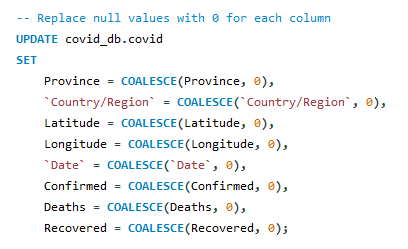 -- Replace null values with 0 for each column
UPDATE covid_db.covid
SET
    Province = COALESCE(Province, 0),
    `Country/Region` = COALESCE(`Country/Region`, 0),
    Latitude = COALESCE(Latitude, 0),
    Longitude = COALESCE(Longitude, 0),
    `Date` = COALESCE(`Date`, 0),
    Confirmed = COALESCE(Confirmed, 0),
    Deaths = COALESCE(Deaths, 0),
    Recovered = COALESCE(Recovered, 0);